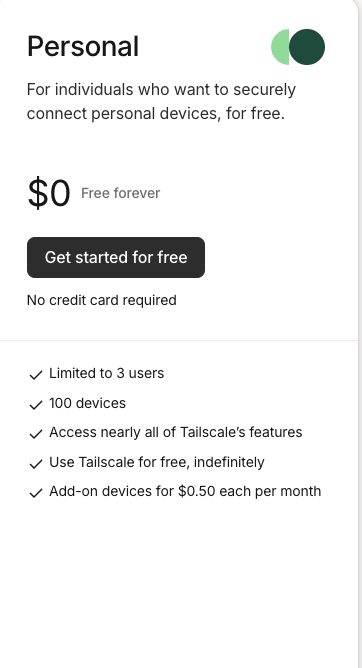 Personal
For individuals who want to securely
connect personal devices, for free.
$0 Free forever
Get started for free
No credit card required
Limited to 3 users
100 devices
Access nearly all of Tailscale’s features
Use Tailscale for free, indefinitely
Add-on devices for $0.50 each per month